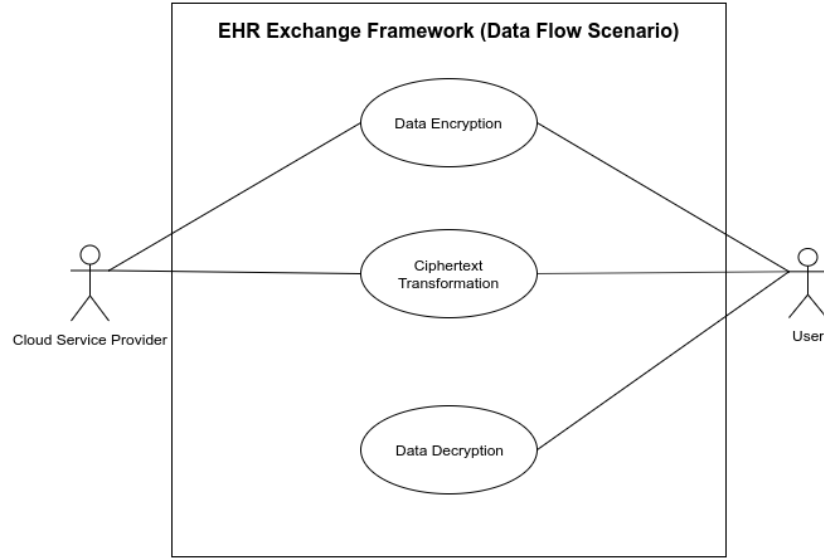 EHR Exchange Framework (Data Flow Scenario)
Data Encryption
Ciphertext
Transformation
Cloud Service Provider
User
Data Decryption